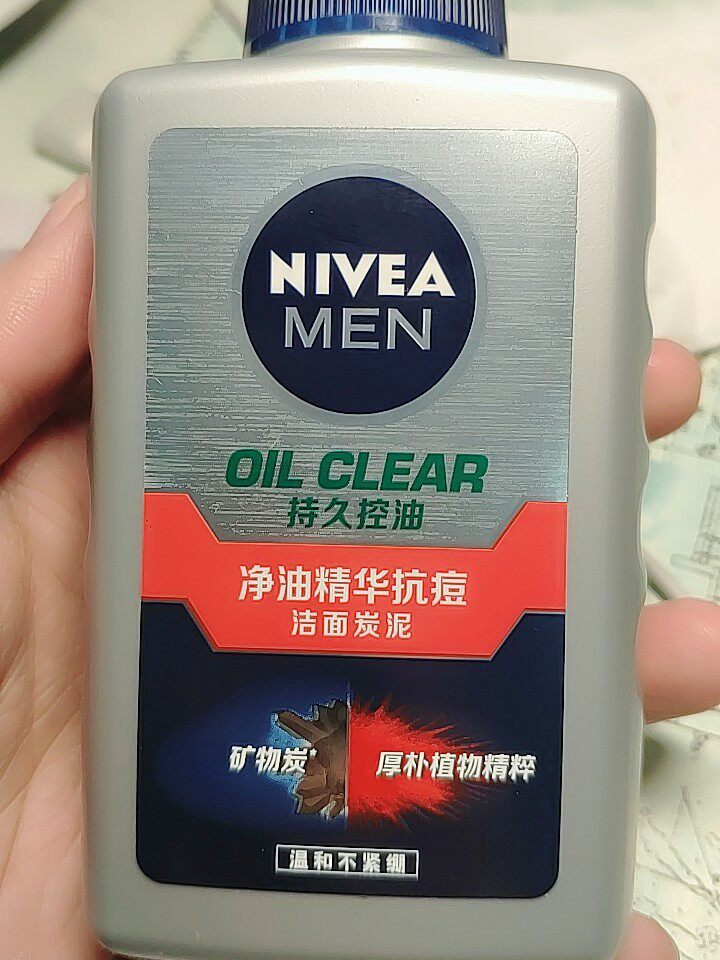 NIVEA
MEN
OIL CLEAR
持久控油
净油精华抗痘
洁面炭泥
矿物炭*
厚朴植物精粹
温和不紧绷